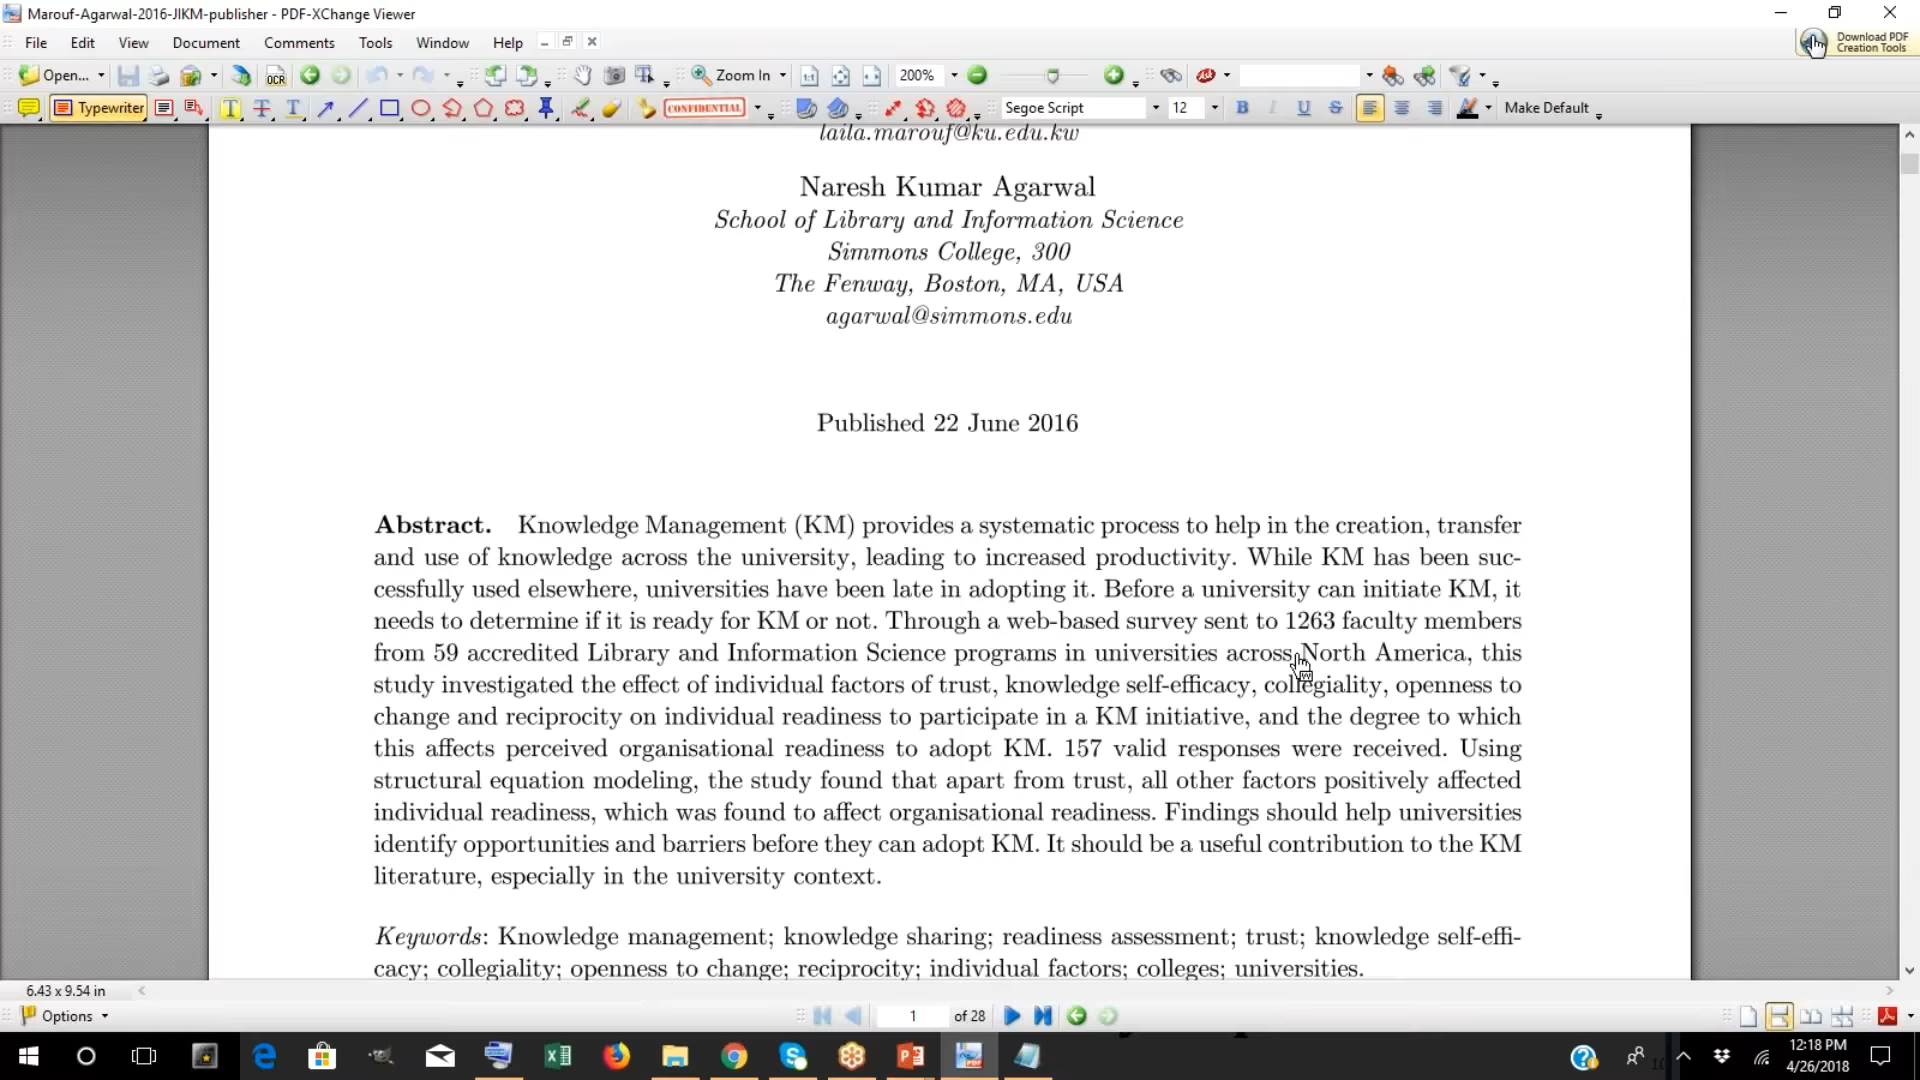 Marouf-Agarwal-2016-JIKM-publisher - PDF-XChange Viewer
File Edit View Document Comments Tools Window Help
Download PDF
Creation Tools
Open... OCR Zoom In 1:1 200%
Typewriter CONFIDENTIAL Segoe Script 12 B I U S Make Default
laila.marouf@ku.edu.kw
Naresh Kumar Agarwal
School of Library and Information Science
Simmons College, 300
The Fenway, Boston, MA, USA
agarwal@simmons.edu
Published 22 June 2016
Abstract. Knowledge Management (KM) provides a systematic process to help in the creation, transfer
and use of knowledge across the university, leading to increased productivity. While KM has been suc-
cessfully used elsewhere, universities have been late in adopting it. Before a university can initiate KM, it
needs to determine if it is ready for KM or not. Through a web-based survey sent to 1263 faculty members
from 59 accredited Library and Information Science programs in universities across North America, this
study investigated the effect of individual factors of trust, knowledge self-efficacy, collegiality, openness to
change and reciprocity on individual readiness to participate in a KM initiative, and the degree to which
this affects perceived organisational readiness to adopt KM. 157 valid responses were received. Using
structural equation modeling, the study found that apart from trust, all other factors positively affected
individual readiness, which was found to affect organisational readiness. Findings should help universities
identify opportunities and barriers before they can adopt KM. It should be a useful contribution to the KM
literature, especially in the university context.
Keywords: Knowledge management; knowledge sharing; readiness assessment; trust; knowledge self-effi-
cacy; collegiality; openness to change; reciprocity; individual factors; colleges; universities.
6.43 x 9.54 in
Options 1 of 28
12:18 PM
4/26/2018